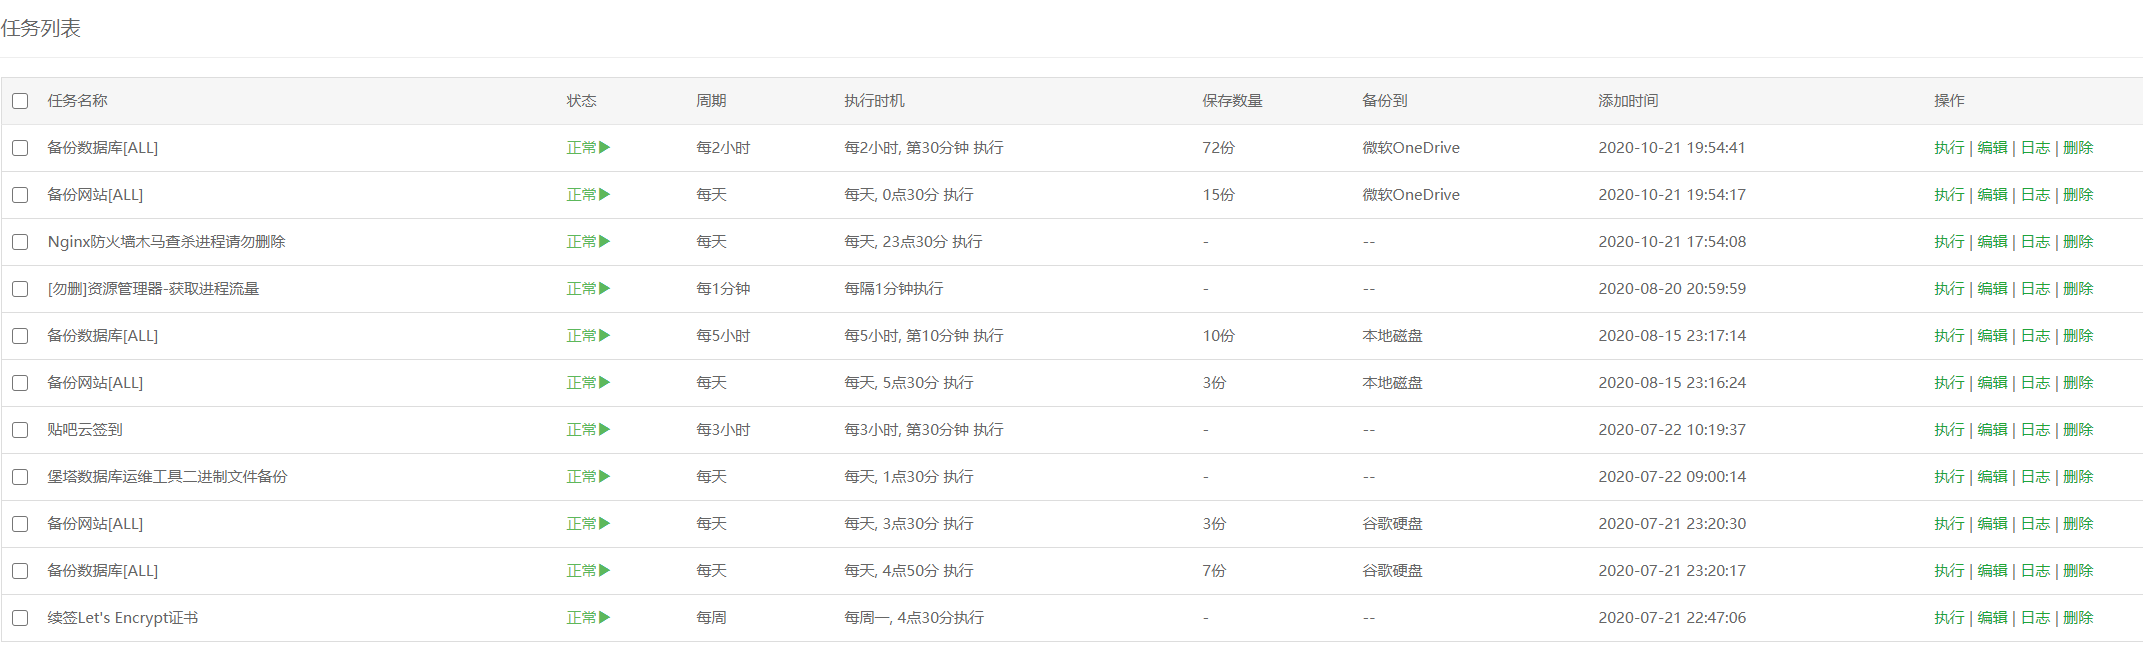 任务列表
任务名称 状态 周期 执行时机 保存数量 备份到 添加时间 操作
备份数据库[ALL] 正常▶ 每2小时 每2小时, 第30分钟 执行 72份 微软OneDrive 2020-10-21 19:54:41 执行 | 编辑 | 日志 | 删除
备份网站[ALL] 正常▶ 每天 每天, 0点30分 执行 15份 微软OneDrive 2020-10-21 19:54:17 执行 | 编辑 | 日志 | 删除
Nginx防火墙木马查杀进程请勿删除 正常▶ 每天 每天, 23点30分 执行 - -- 2020-10-21 17:54:08 执行 | 编辑 | 日志 | 删除
[勿删]资源管理器-获取进程流量 正常▶ 每1分钟 每隔1分钟执行 - -- 2020-08-20 20:59:59 执行 | 编辑 | 日志 | 删除
备份数据库[ALL] 正常▶ 每5小时 每5小时, 第10分钟 执行 10份 本地磁盘 2020-08-15 23:17:14 执行 | 编辑 | 日志 | 删除
备份网站[ALL] 正常▶ 每天 每天, 5点30分 执行 3份 本地磁盘 2020-08-15 23:16:24 执行 | 编辑 | 日志 | 删除
贴吧云签到 正常▶ 每3小时 每3小时, 第30分钟 执行 - -- 2020-07-22 10:19:37 执行 | 编辑 | 日志 | 删除
堡塔数据库运维工具二进制文件备份 正常▶ 每天 每天, 1点30分 执行 - -- 2020-07-22 09:00:14 执行 | 编辑 | 日志 | 删除
备份网站[ALL] 正常▶ 每天 每天, 3点30分 执行 3份 谷歌硬盘 2020-07-21 23:20:30 执行 | 编辑 | 日志 | 删除
备份数据库[ALL] 正常▶ 每天 每天, 4点50分 执行 7份 谷歌硬盘 2020-07-21 23:20:17 执行 | 编辑 | 日志 | 删除
续签Let's Encrypt证书 正常▶ 每周 每周一, 4点30分执行 - -- 2020-07-21 22:47:06 执行 | 编辑 | 日志 | 删除